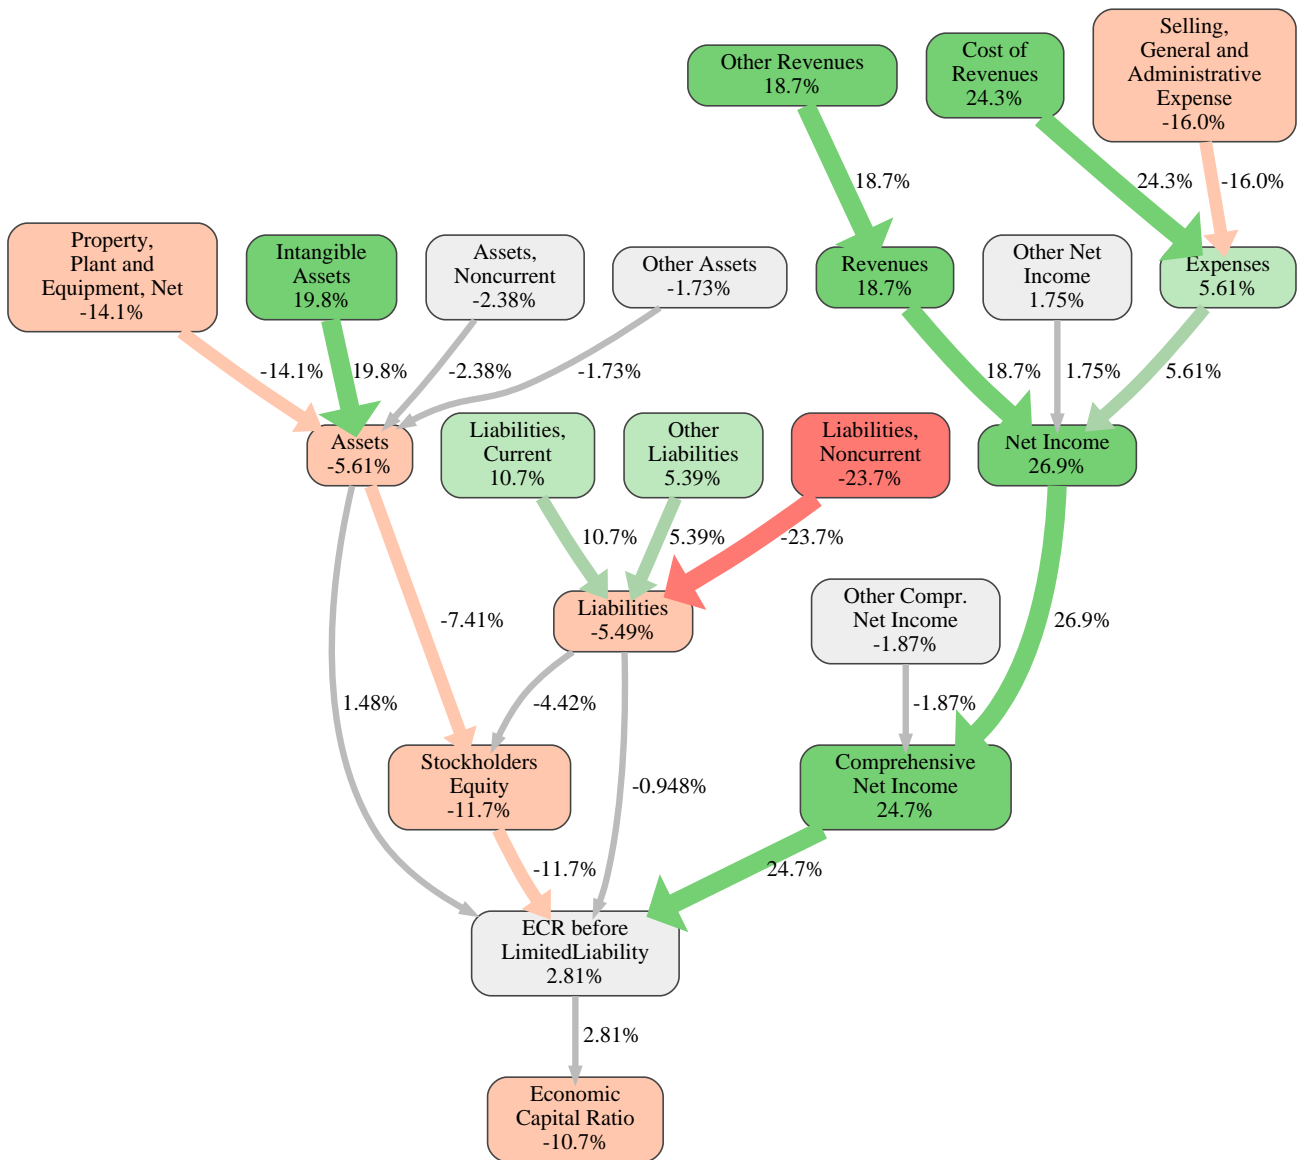 Other Revenues
18.7%
Cost of
Revenues
24.3%
Selling,
General and
Administrative
Expense
-16.0%
18.7%
24.3%
-16.0%
Property,
Plant and
Equipment, Net
-14.1%
Intangible
Assets
19.8%
Assets,
Noncurrent
-2.38%
Other Assets
-1.73%
Revenues
18.7%
Other Net
Income
1.75%
Expenses
5.61%
-14.1%
19.8%
-2.38%
-1.73%
18.7%
1.75%
5.61%
Assets
-5.61%
Liabilities,
Current
10.7%
Other
Liabilities
5.39%
Liabilities,
Noncurrent
-23.7%
Net Income
26.9%
10.7%
5.39%
-23.7%
Liabilities
-5.49%
Other Compr.
Net Income
-1.87%
-7.41%
26.9%
1.48%
-4.42%
-1.87%
Stockholders
Equity
-11.7%
-0.948%
Comprehensive
Net Income
24.7%
-11.7%
24.7%
ECR before
LimitedLiability
2.81%
2.81%
Economic
Capital Ratio
-10.7%